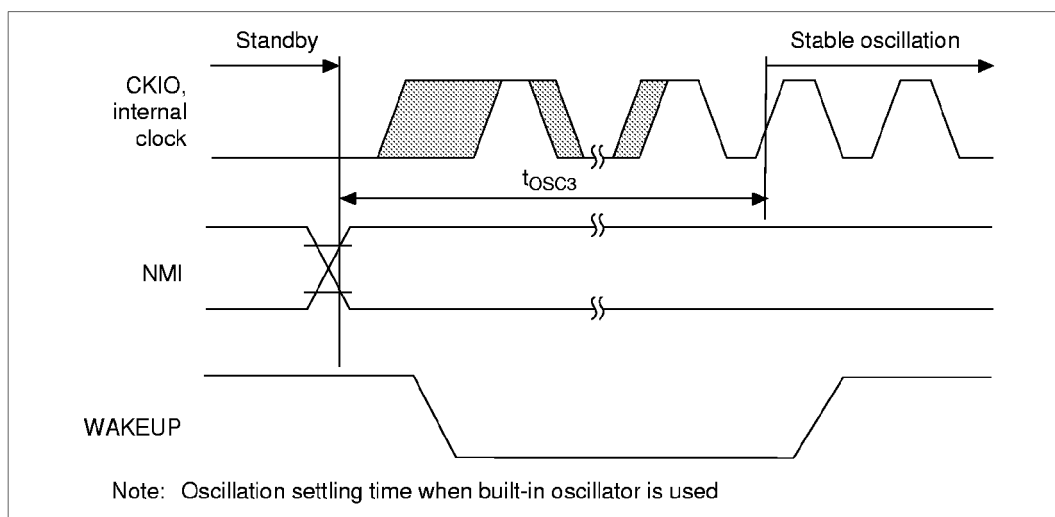 Standby
Stable oscillation
CKIO,
internal
clock
tOSC3
NMI
WAKEUP
Note: Oscillation settling time when built-in oscillator is used